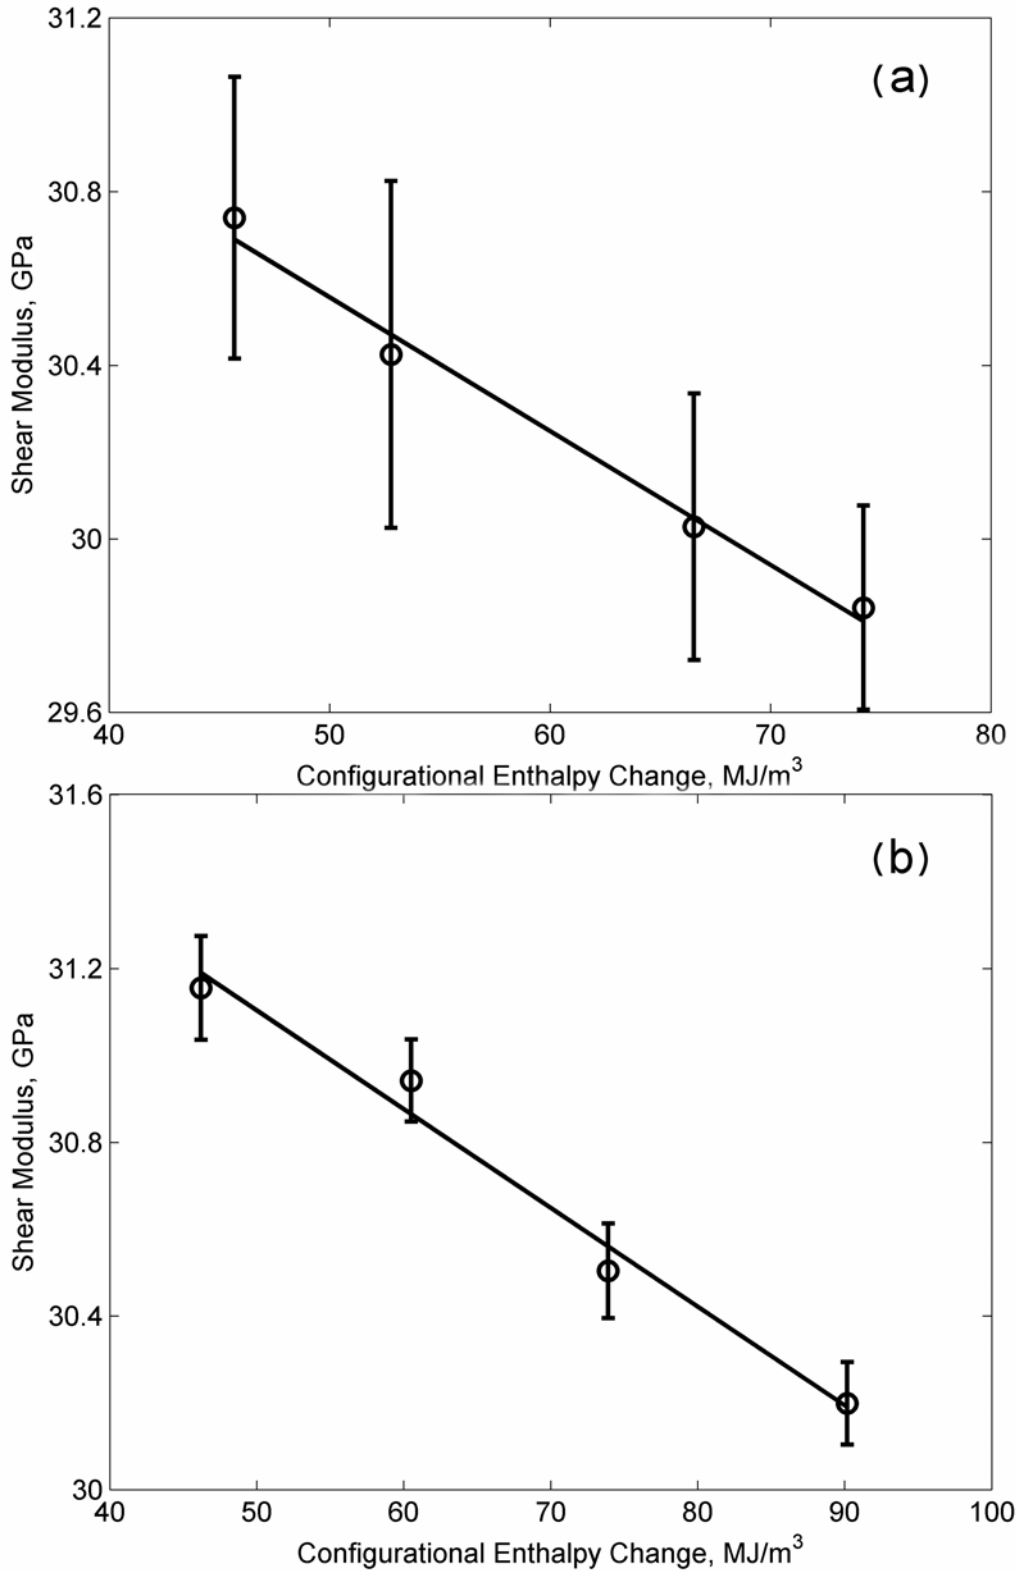 31.2
(a)
30.8
30.4
30
29.6
Shear Modulus, GPa
40 50 60 70 80
Configurational Enthalpy Change, MJ/m³
31.6
(b)
31.2
30.8
30.4
30
Shear Modulus, GPa
40 50 60 70 80 90 100
Configurational Enthalpy Change, MJ/m³